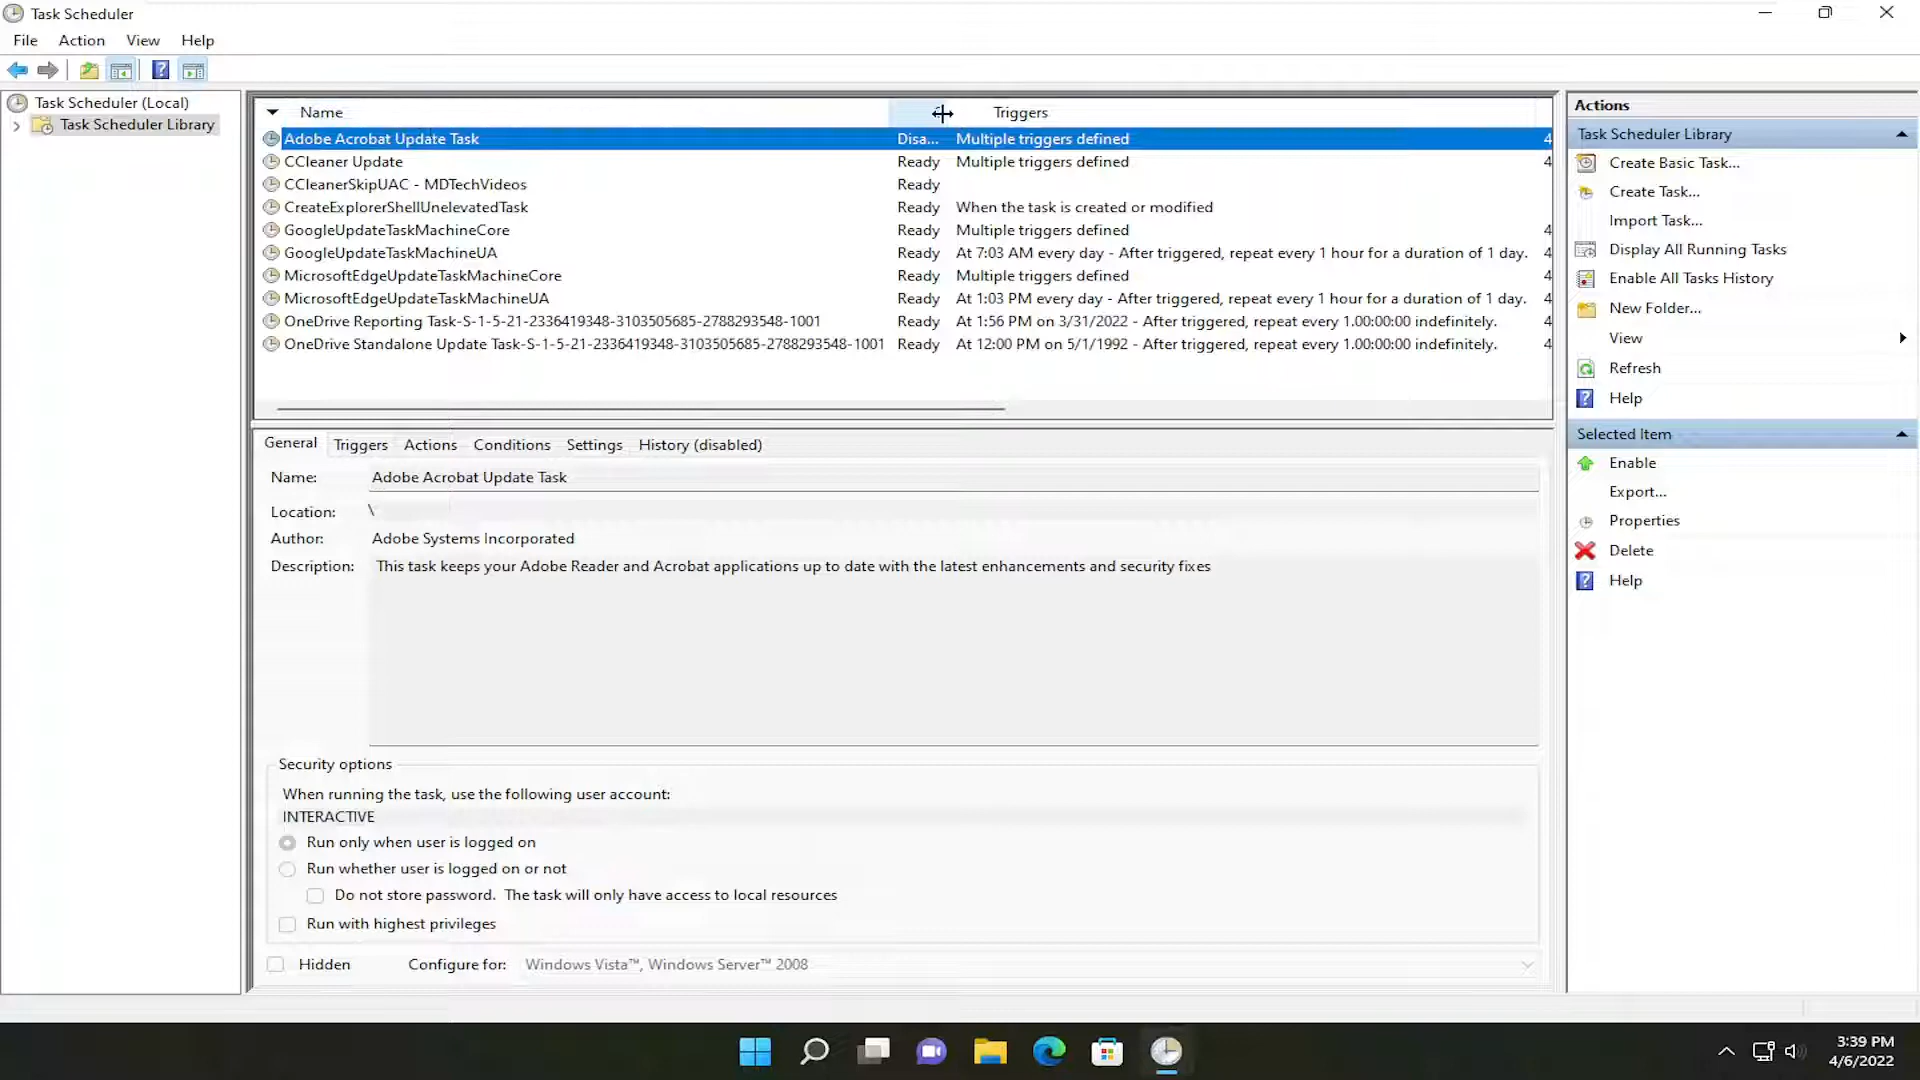 Task Scheduler
File Action View Help
Task Scheduler (Local)
Task Scheduler Library
Name Triggers
Adobe Acrobat Update Task Disa... Multiple triggers defined 4
CCleaner Update Ready Multiple triggers defined 4
CCleanerSkipUAC - MDTechVideos Ready
CreateExplorerShellUnelevatedTask Ready When the task is created or modified
GoogleUpdateTaskMachineCore Ready Multiple triggers defined 4
GoogleUpdateTaskMachineUA Ready At 7:03 AM every day - After triggered, repeat every 1 hour for a duration of 1 day. 4
MicrosoftEdgeUpdateTaskMachineCore Ready Multiple triggers defined 4
MicrosoftEdgeUpdateTaskMachineUA Ready At 1:03 PM every day - After triggered, repeat every 1 hour for a duration of 1 day. 4
OneDrive Reporting Task-S-1-5-21-2336419348-3103505685-2788293548-1001 Ready At 1:56 PM on 3/31/2022 - After triggered, repeat every 1.00:00:00 indefinitely. 4
OneDrive Standalone Update Task-S-1-5-21-2336419348-3103505685-2788293548-1001 Ready At 12:00 PM on 5/1/1992 - After triggered, repeat every 1.00:00:00 indefinitely. 4
General Triggers Actions Conditions Settings History (disabled)
Name: Adobe Acrobat Update Task
Location: \
Author: Adobe Systems Incorporated
Description: This task keeps your Adobe Reader and Acrobat applications up to date with the latest enhancements and security fixes
Security options
When running the task, use the following user account:
INTERACTIVE
Run only when user is logged on
Run whether user is logged on or not
Do not store password. The task will only have access to local resources
Run with highest privileges
Hidden Configure for: Windows Vista™, Windows Server™ 2008
Actions
Task Scheduler Library
Create Basic Task...
Create Task...
Import Task...
Display All Running Tasks
Enable All Tasks History
New Folder...
View
Refresh
Help
Selected Item
Enable
Export...
Properties
Delete
Help
3:39 PM
4/6/2022